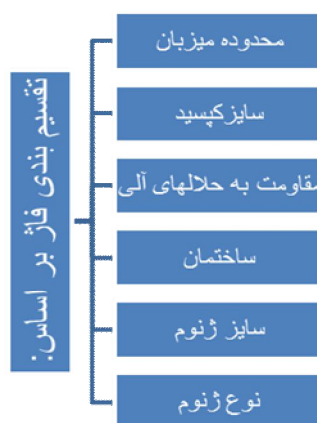 تقسیم بندی فاژ بر اساس:
محدوده میزبان
سایزکپسید
مقاومت به حلالهای آلی
ساختمان
سایز ژنوم
نوع ژنوم